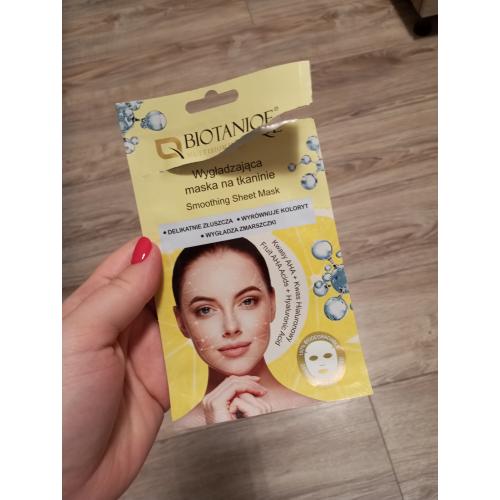 BIOTANIQE®
Wygładzająca
maska na tkaninie
Smoothing Sheet Mask
• DELIKATNIE ZŁUSZCZA • WYRÓWNUJE KOLORYT
• WYGŁADZA ZMARSZCZKI
Kwasy AHA + Kwas Hialuronowy
Fruit AHA Acids + Hyaluronic Acid